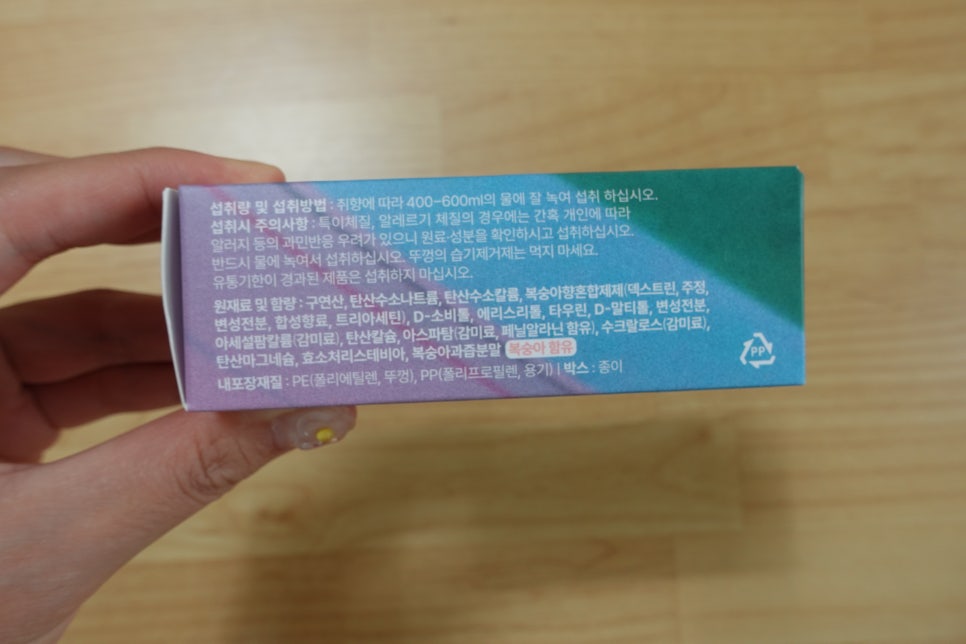 섭취량 및 섭취방법 : 취향에 따라 400-600ml의 물에 잘 녹여 섭취 하십시오.
섭취시 주의사항 : 특이체질, 알레르기 체질의 경우에는 간혹 개인에 따라
알러지 등의 과민반응 우려가 있으니 원료성분을 확인하시고 섭취하십시오.
반드시 물에 녹여서 섭취하십시오. 뚜껑의 습기제거제는 먹지 마세요.
유통기한이 경과된 제품은 섭취하지 마십시오.
원재료 및 함량 : 구연산, 탄산수소나트륨, 탄산수소칼륨, 복숭아향혼합제제(덱스트린, 주정,
변성전분, 합성향료, 트리아세틴), D-소비톨, 에리스리톨, 타우린, D-말티톨, 변성전분,
아세설팜칼륨(감미료), 탄산칼슘, 아스파탐(감미료, 페닐알라닌 함유), 수크랄로스(감미료),
탄산마그네슘, 효소처리스테비아, 복숭아과즙분말 복숭아 함유
내포장재질 : PE(폴리에틸렌, 뚜껑), PP(폴리프로필렌, 용기) | 박스 : 종이
PP